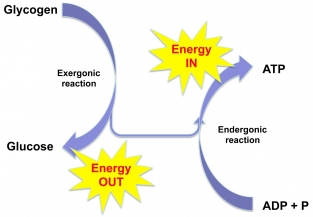 Glycogen
Energy
IN
ATP
Exergonic
reaction
Endergonic
reaction
Glucose
Energy
OUT
ADP + P